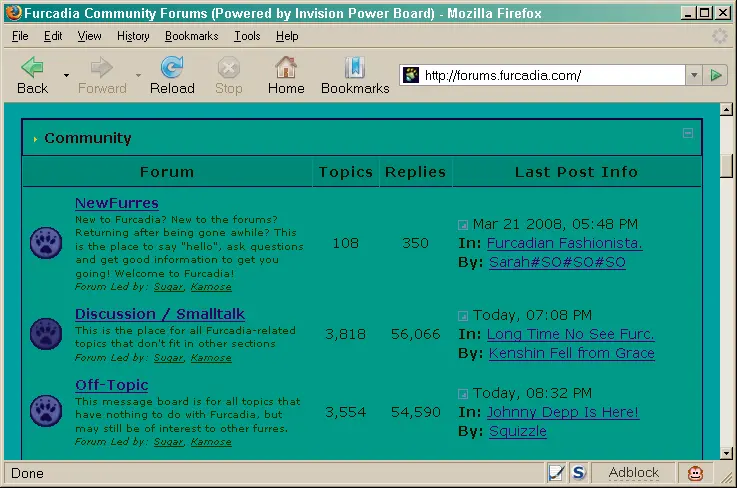 Furcadia Community Forums (Powered by Invision Power Board) - Mozilla Firefox
File Edit View History Bookmarks Tools Help
Back Forward Reload Stop Home Bookmarks http://forums.furcadia.com/
Community
Forum Topics Replies Last Post Info
NewFurres
New to Furcadia? New to the forums?
Returning after being gone awhile? This
is the place to say "hello", ask questions
and get good information to get you
going! Welcome to Furcadia!
Forum Led by: Sugar, Kamose
108 350
Mar 21 2008, 05:48 PM
In: Furcadian Fashionista.
By: Sarah#SO#SO#SO
Discussion / Smalltalk
This is the place for all Furcadia-related
topics that don't fit in other sections
Forum Led by: Sugar, Kamose
3,818 56,066
Today, 07:08 PM
In: Long Time No See Furc.
By: Kenshin Fell from Grace
Off-Topic
This message board is for all topics that
have nothing to do with Furcadia, but
may still be of interest to other furres.
Forum Led by: Sugar, Kamose
3,554 54,590
Today, 08:32 PM
In: Johnny Depp Is Here!
By: Squizzle
Done S Adblock